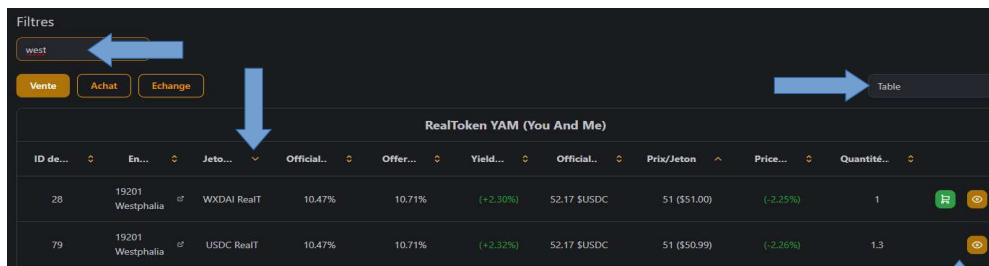 Filtres
west
Vente Achat Echange Table
RealToken YAM (You And Me)
ID de... En... Jeto... Official.. Offer... Yield... Official.. Prix/Jeton Price... Quantité...
28 19201 Westphalia WXDAI RealT 10.47% 10.71% (+2.30%) 52.17 $USDC 51 ($51.00) (-2.25%) 1
79 19201 Westphalia USDC RealT 10.47% 10.71% (+2.32%) 52.17 $USDC 51 ($50.99) (-2.26%) 1.3